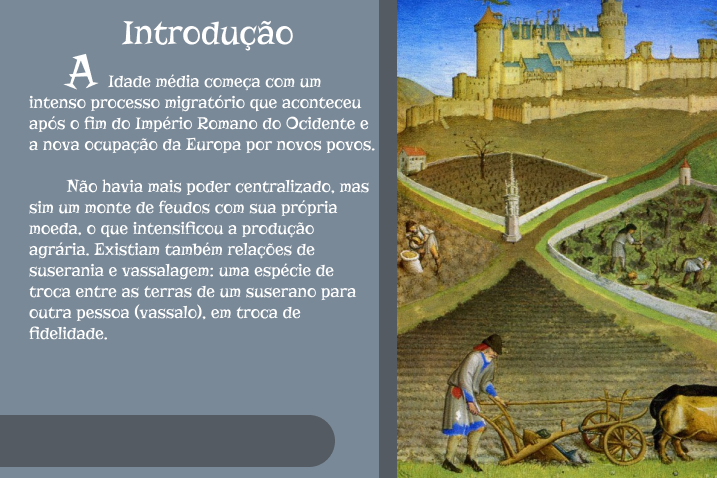 Introdução
A Idade média começa com um
intenso processo migratório que aconteceu
após o fim do Império Romano do Ocidente e
a nova ocupação da Europa por novos povos.
Não havia mais poder centralizado, mas
sim um monte de feudos com sua própria
moeda, o que intensificou a produção
agrária. Existiam também relações de
suserania e vassalagem: uma espécie de
troca entre as terras de um suserano para
outra pessoa (vassalo), em troca de
fidelidade.